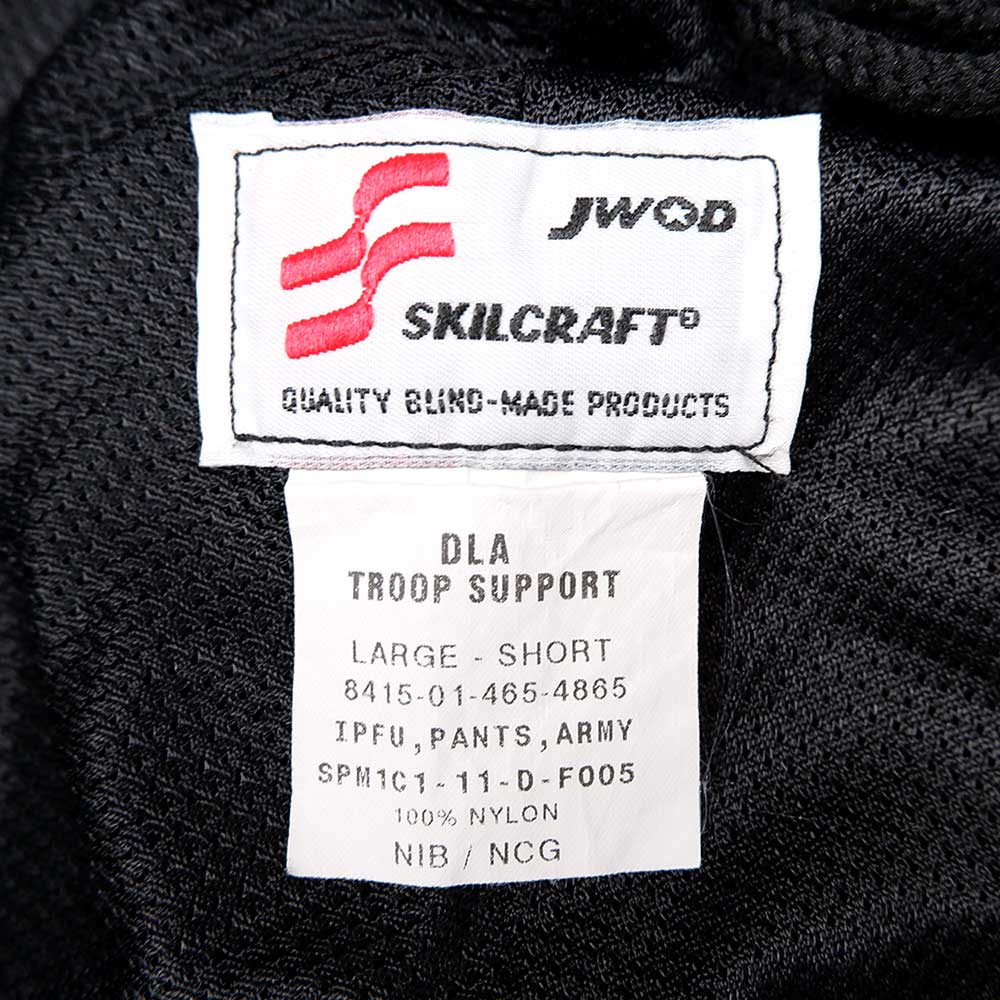 JWOD
SKILCRAFT®
QUALITY BLIND-MADE PRODUCTS
DLA
TROOP SUPPORT
LARGE - SHORT
8415-01-465-4865
IPFU, PANTS, ARMY
SPM1C1-11-D-F005
100% NYLON
NIB / NCG